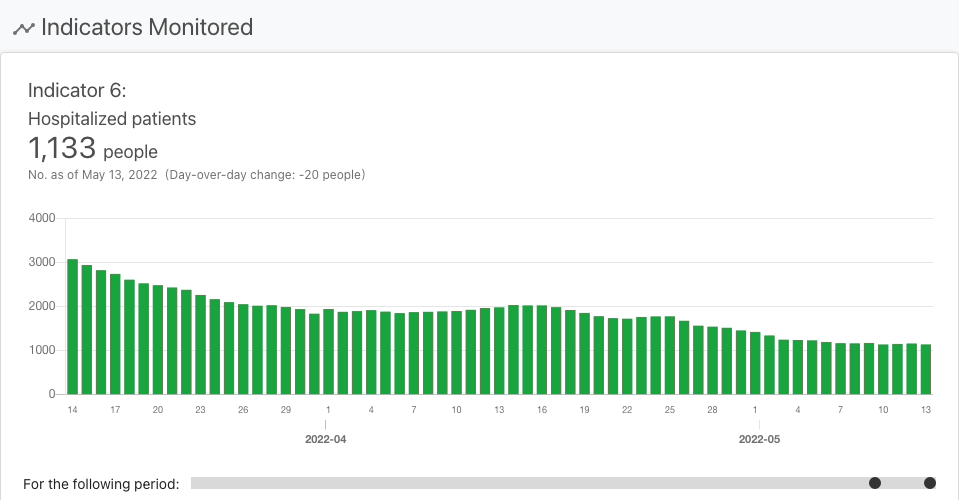 Indicators Monitored
Indicator 6:
Hospitalized patients
1,133 people
No. as of May 13, 2022 (Day-over-day change: -20 people)
4000
3000
2000
1000
0
14 17 20 23 26 29 1 4 7 10 13 16 19 22 25 28 1 4 7 10 13
2022-04 2022-05
For the following period: